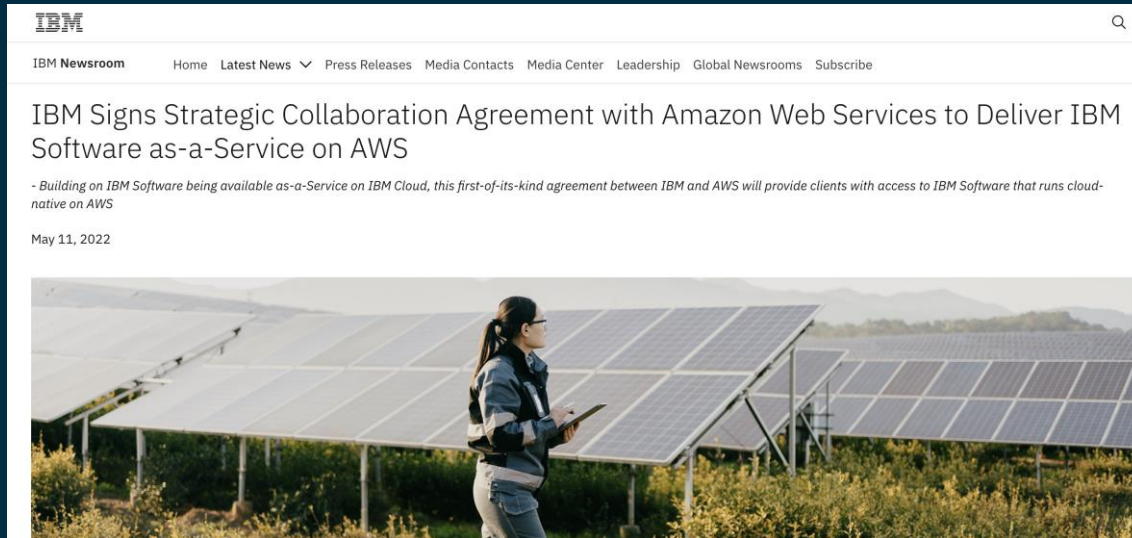 IBM
IBM Newsroom Home Latest News Press Releases Media Contacts Media Center Leadership Global Newsrooms Subscribe
IBM Signs Strategic Collaboration Agreement with Amazon Web Services to Deliver IBM
Software as-a-Service on AWS
- Building on IBM Software being available as-a-Service on IBM Cloud, this first-of-its-kind agreement between IBM and AWS will provide clients with access to IBM Software that runs cloud-
native on AWS
May 11, 2022